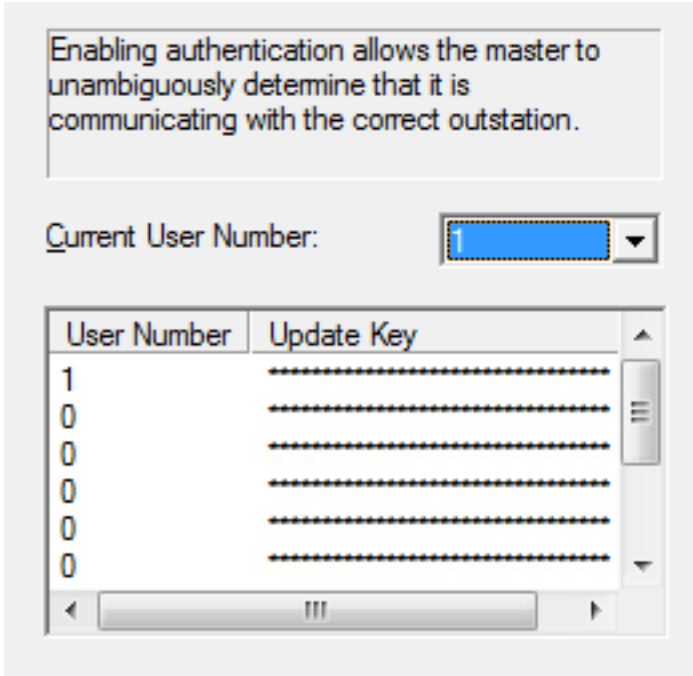 Enabling authentication allows the master to
unambiguously determine that it is
communicating with the correct outstation.
Current User Number: 1
User Number Update Key
1 ********************************
0 ********************************
0 ********************************
0 ********************************
0 ********************************
0 ********************************